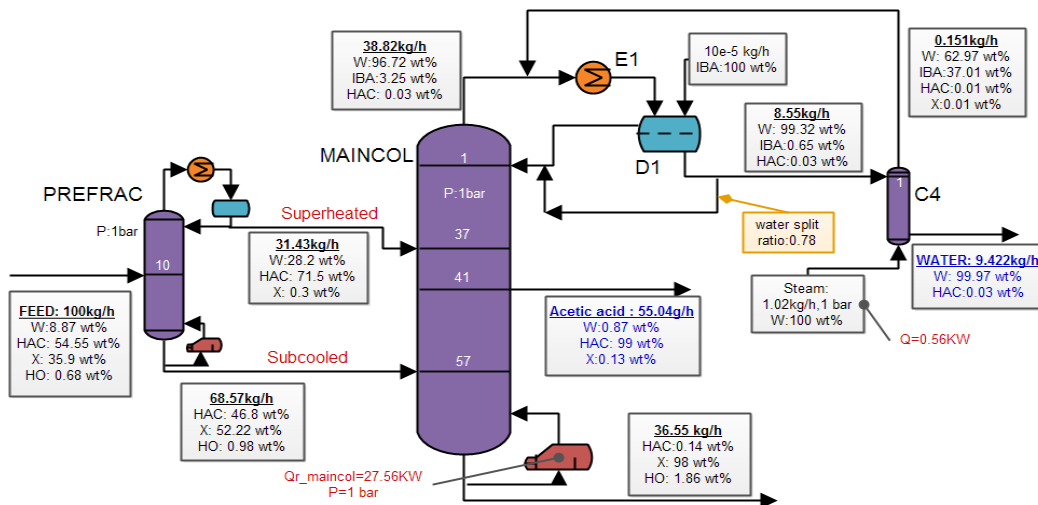 38.82kg/h
W:96.72 wt%
IBA:3.25 wt%
HAC: 0.03 wt%
E1
10e-5 kg/h
IBA:100 wt%
0.151kg/h
W: 62.97 wt%
IBA:37.01 wt%
HAC:0.01 wt%
X:0.01 wt%
8.55kg/h
W: 99.32 wt%
IBA:0.65 wt%
HAC:0.03 wt%
MAINCOL
1
D1
1
C4
PREFRAC
P:1bar
P:1bar
Superheated
water split
ratio:0.78
37
31.43kg/h
W:28.2 wt%
HAC: 71.5 wt%
X: 0.3 wt%
10
41
WATER: 9.422kg/h
W: 99.97 wt%
HAC:0.03 wt%
Steam:
1.02kg/h,1 bar
W:100 wt%
FEED: 100kg/h
W:8.87 wt%
HAC: 54.55 wt%
X: 35.9 wt%
HO: 0.68 wt%
Acetic acid : 55.04g/h
W:0.87 wt%
HAC: 99 wt%
X:0.13 wt%
Q=0.56KW
Subcooled
57
68.57kg/h
HAC: 46.8 wt%
X: 52.22 wt%
HO: 0.98 wt%
36.55 kg/h
HAC:0.14 wt%
X: 98 wt%
HO: 1.86 wt%
Qr_maincol=27.56KW
P=1 bar